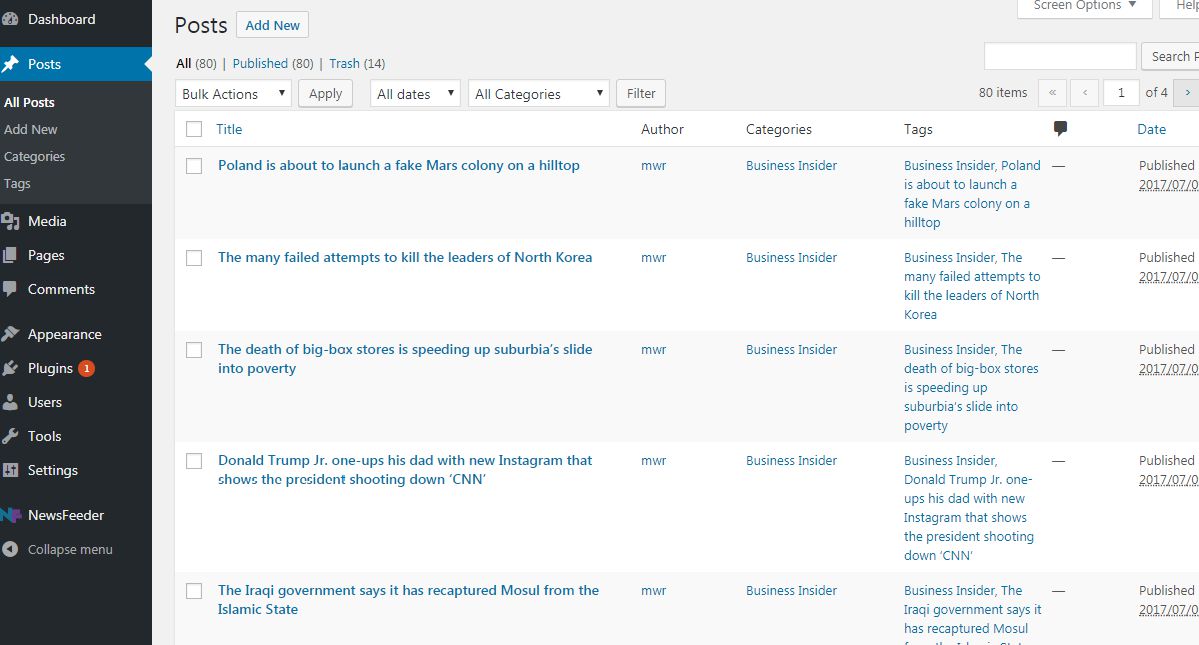 Dashboard
Posts
All Posts
Add New
Categories
Tags
Media
Pages
Comments
Appearance
Plugins 1
Users
Tools
Settings
NewsFeeder
Collapse menu
Screen Options ▼ Help
Posts Add New
All (80) | Published (80) | Trash (14)
Search P
Bulk Actions Apply All dates All Categories Filter
80 items « ‹ 1 of 4 ›
Title Author Categories Tags Date
Poland is about to launch a fake Mars colony on a hilltop
mwr
Business Insider
Business Insider, Poland
is about to launch a
fake Mars colony on a
hilltop
—
Published
2017/07/0
The many failed attempts to kill the leaders of North Korea
mwr
Business Insider
Business Insider, The
many failed attempts to
kill the leaders of North
Korea
—
Published
2017/07/0
The death of big-box stores is speeding up suburbia’s slide
into poverty
mwr
Business Insider
Business Insider, The
death of big-box stores
is speeding up
suburbia's slide into
poverty
—
Published
2017/07/0
Donald Trump Jr. one-ups his dad with new Instagram that
shows the president shooting down ‘CNN’
mwr
Business Insider
Business Insider,
Donald Trump Jr. one-
ups his dad with new
Instagram that shows
the president shooting
down ‘CNN’
—
Published
2017/07/0
The Iraqi government says it has recaptured Mosul from the
Islamic State
mwr
Business Insider
Business Insider, The
Iraqi government says it
has recaptured Mosul
from the Islamic State
—
Published
2017/07/0